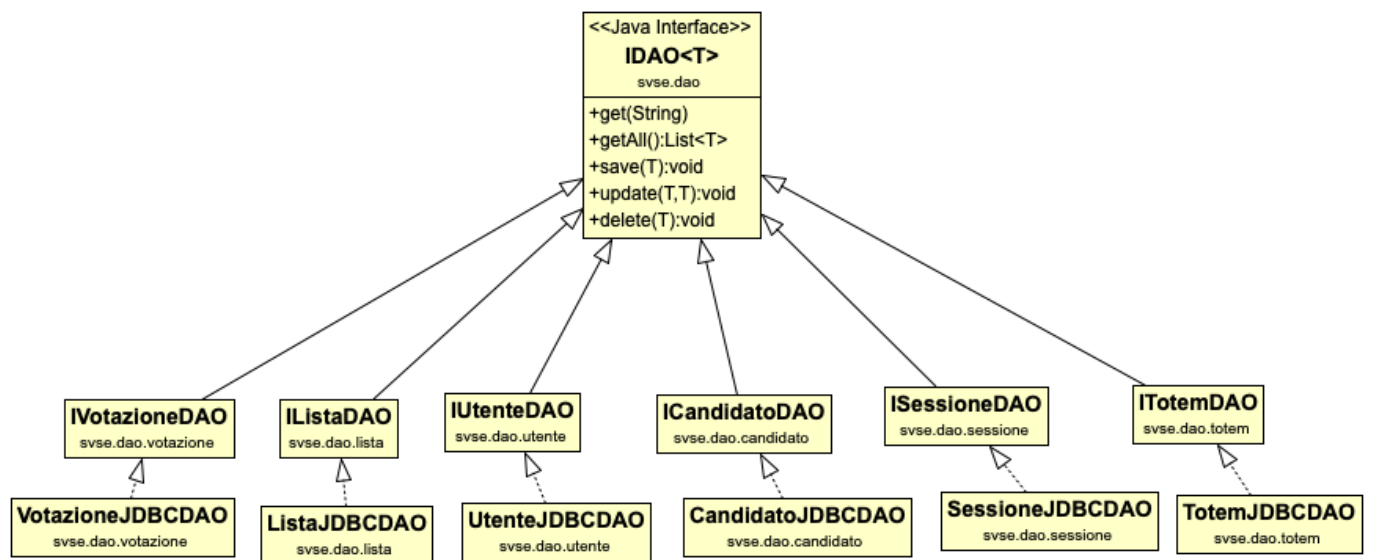 <<Java Interface>>
IDAO<T>
svse.dao
+get(String)
+getAll():List<T>
+save(T):void
+update(T,T):void
+delete(T):void
IVotazioneDAO
svse.dao.votazione
IListaDAO
svse.dao.lista
IUtenteDAO
svse.dao.utente
ICandidatoDAO
svse.dao.candidato
ISessioneDAO
svse.dao.sessione
ITotemDAO
svse.dao.totem
VotazioneJDBCDAO
svse.dao.votazione
ListaJDBCDAO
svse.dao.lista
UtenteJDBCDAO
svse.dao.utente
CandidatoJDBCDAO
svse.dao.candidato
SessioneJDBCDAO
svse.dao.sessione
TotemJDBCDAO
svse.dao.totem